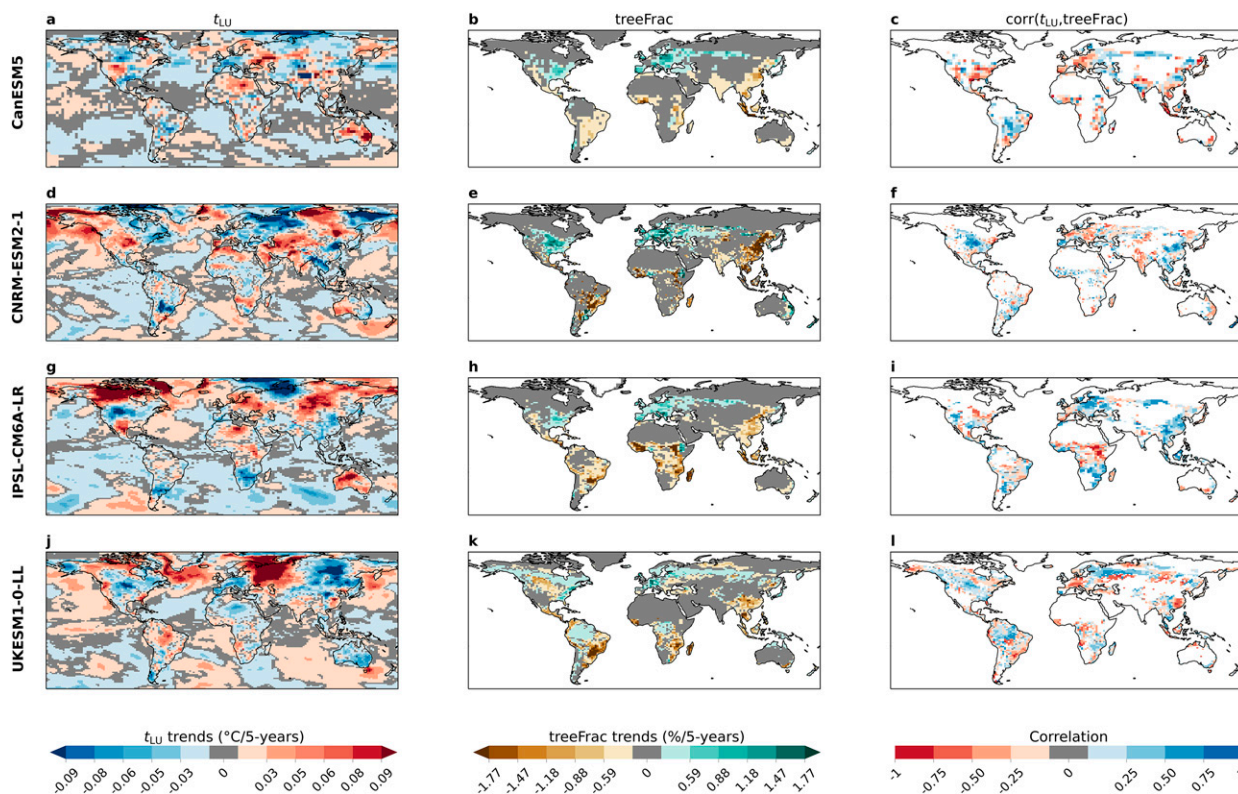 a t_LU b treeFrac c corr(t_LU,treeFrac)
CanESM5
d e f
CNRM-ESM2-1
g h i
IPSL-CM6A-LR
j k l
UKESM1-0-LL
t_LU trends (°C/5-years) treeFrac trends (%/5-years) Correlation
-0.09 -0.08 -0.06 -0.05 -0.03 0 0.03 0.05 0.06 0.08 0.09 -1.77 -1.47 -1.18 -0.88 -0.59 0 0.59 0.88 1.18 1.47 1.77 -1 -0.75 -0.50 -0.25 0 0.25 0.50 0.75 1